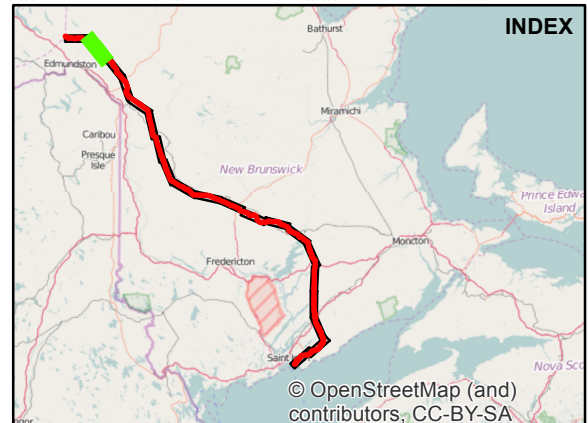 INDEX
Bathurst
Edmundston
Miramichi
Caribou
Presque
Isle
New Brunswick
Prince Edward
Island
Moncton
Fredericton
Saint
Nova Sco
© OpenStreetMap (and)
contributors, CC-BY-SA